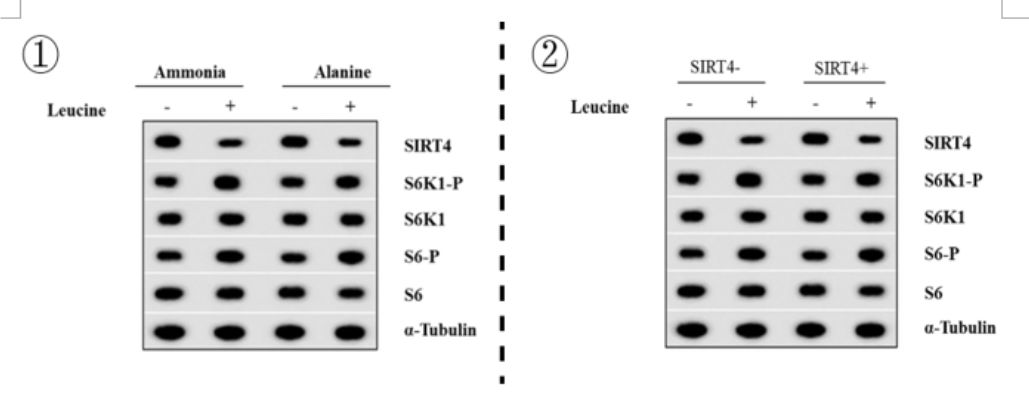 ①
Ammonia Alanine
Leucine - + - +
SIRT4
S6K1-P
S6K1
S6-P
S6
α-Tubulin
②
SIRT4- SIRT4+
Leucine - + - +
SIRT4
S6K1-P
S6K1
S6-P
S6
α-Tubulin